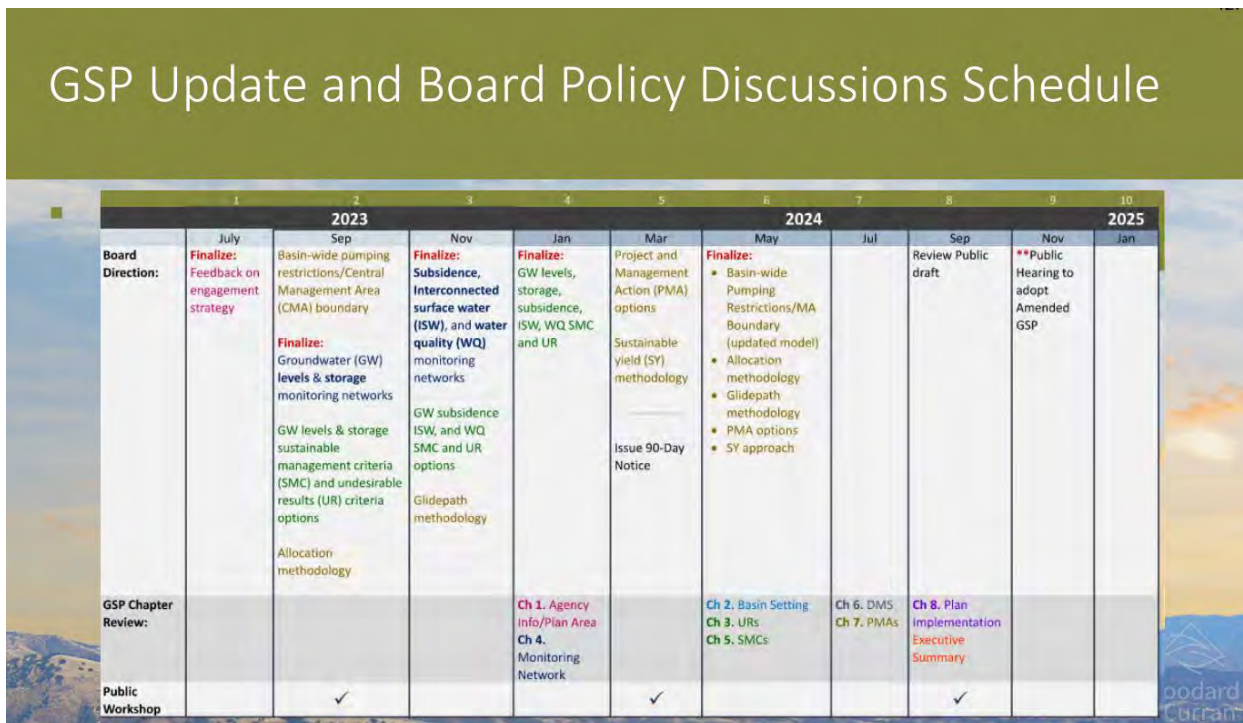 GSP Update and Board Policy Discussions Schedule
1 2 3 4 5 6 7 8 9 10
2023 2024 2025
July Sep Nov Jan Mar May Jul Sep Nov Jan
Board
Direction:
Finalize:
Feedback on
engagement
strategy
Basin-wide pumping
restrictions/Central
Management Area
(CMA) boundary
Finalize:
Groundwater (GW)
levels & storage
monitoring networks
GW levels & storage
sustainable
management criteria
(SMC) and undesirable
results (UR) criteria
options
Allocation
methodology
Finalize:
Subsidence,
Interconnected
surface water
(ISW), and water
quality (WQ)
monitoring
networks
GW subsidence
ISW, and WQ
SMC and UR
options
Glidepath
methodology
Finalize:
GW levels,
storage,
subsidence,
ISW, WQ SMC
and UR
Project and
Management
Action (PMA)
options
Sustainable
yield (SY)
methodology
Issue 90-Day
Notice
Finalize:
• Basin-wide
Pumping
Restrictions/MA
Boundary
(updated model)
• Allocation
methodology
• Glidepath
methodology
• PMA options
• SY approach
Review Public
draft
**Public
Hearing to
adopt
Amended
GSP
GSP Chapter
Review:
Ch 1. Agency
Info/Plan Area
Ch 4.
Monitoring
Network
Ch 2. Basin Setting
Ch 3. URs
Ch 5. SMCs
Ch 6. DMS
Ch 7. PMAs
Ch 8. Plan
Implementation
Executive
Summary
Public
Workshop
✓ ✓ ✓
oodard
Curran